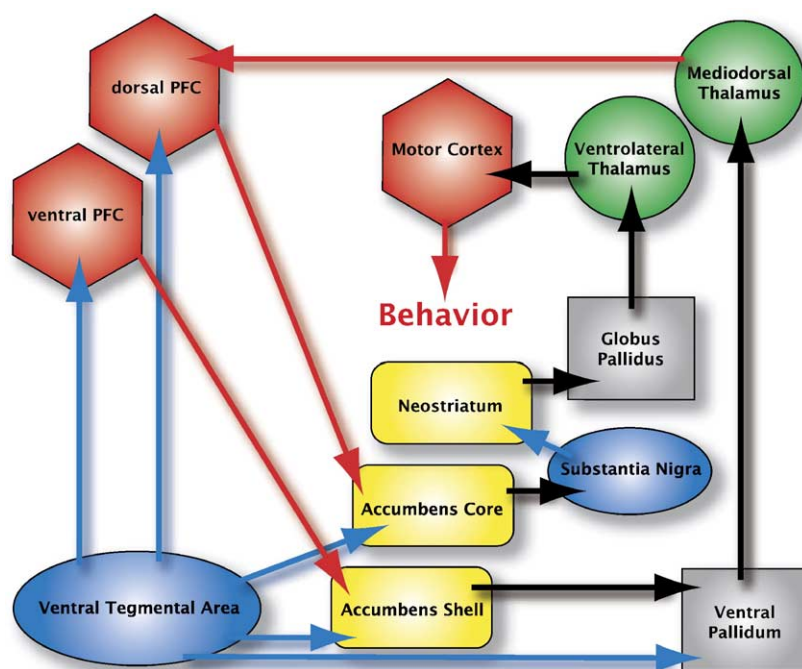 dorsal PFC
Mediodorsal
Thalamus
Motor Cortex
Ventrolateral
Thalamus
ventral PFC
Behavior
Globus
Pallidus
Neostriatum
Substantia Nigra
Accumbens Core
Ventral Tegmental Area
Accumbens Shell
Ventral
Pallidum